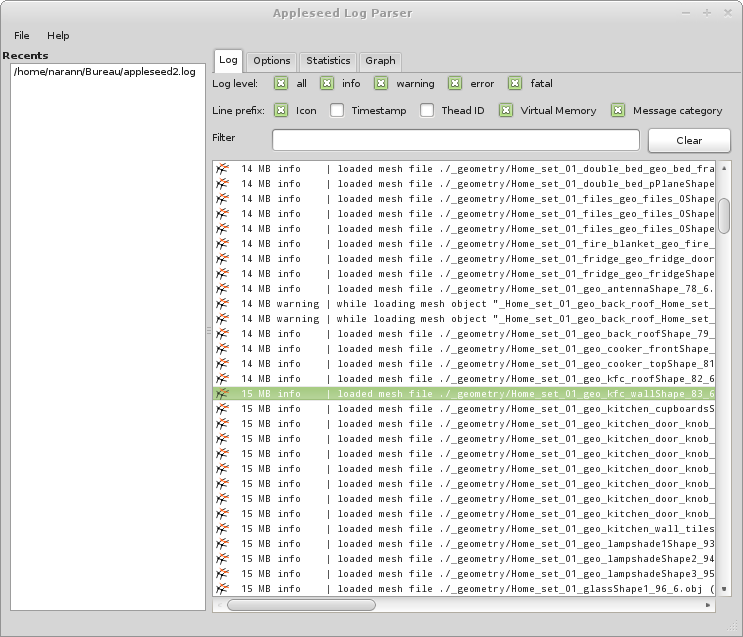 Appleseed Log Parser
File Help
Recents
/home/narann/Bureau/appleseed2.log
Log Options Statistics Graph
Log level: all info warning error fatal
Line prefix: Icon Timestamp Thead ID Virtual Memory Message category
Filter Clear
14 MB info | loaded mesh file ./_geometry/Home_set_01_double_bed_geo_bed_fra
14 MB info | loaded mesh file ./_geometry/Home_set_01_double_bed_pPlaneShape
14 MB info | loaded mesh file ./_geometry/Home_set_01_files_geo_files_0Shape
14 MB info | loaded mesh file ./_geometry/Home_set_01_files_geo_files_0Shape
14 MB info | loaded mesh file ./_geometry/Home_set_01_files_geo_files_0Shape
14 MB info | loaded mesh file ./_geometry/Home_set_01_fire_blanket_geo_fire_
14 MB info | loaded mesh file ./_geometry/Home_set_01_fridge_geo_fridge_door
14 MB info | loaded mesh file ./_geometry/Home_set_01_fridge_geo_fridgeShape
14 MB info | loaded mesh file ./_geometry/Home_set_01_geo_antennaShape_78_6.
14 MB warning | while loading mesh object "_Home_set_01_geo_back_roof_Home_set_
14 MB warning | while loading mesh object "_Home_set_01_geo_back_roof_Home_set_
14 MB info | loaded mesh file ./_geometry/Home_set_01_geo_back_roofShape_79_
14 MB info | loaded mesh file ./_geometry/Home_set_01_geo_cooker_frontShape_
14 MB info | loaded mesh file ./_geometry/Home_set_01_geo_cooker_topShape_81
14 MB info | loaded mesh file ./_geometry/Home_set_01_geo_kfc_roofShape_82_6
15 MB info | loaded mesh file ./_geometry/Home_set_01_geo_kfc_wallShape_83_6
15 MB info | loaded mesh file ./_geometry/Home_set_01_geo_kitchen_cupboardsS
15 MB info | loaded mesh file ./_geometry/Home_set_01_geo_kitchen_door_knob_
15 MB info | loaded mesh file ./_geometry/Home_set_01_geo_kitchen_door_knob_
15 MB info | loaded mesh file ./_geometry/Home_set_01_geo_kitchen_door_knob_
15 MB info | loaded mesh file ./_geometry/Home_set_01_geo_kitchen_door_knob_
15 MB info | loaded mesh file ./_geometry/Home_set_01_geo_kitchen_door_knob_
15 MB info | loaded mesh file ./_geometry/Home_set_01_geo_kitchen_door_knob_
15 MB info | loaded mesh file ./_geometry/Home_set_01_geo_kitchen_door_knob_
15 MB info | loaded mesh file ./_geometry/Home_set_01_geo_kitchen_wall_tiles
15 MB info | loaded mesh file ./_geometry/Home_set_01_geo_lampshade1Shape_93
15 MB info | loaded mesh file ./_geometry/Home_set_01_geo_lampshadeShape2_94
15 MB info | loaded mesh file ./_geometry/Home_set_01_geo_lampshadeShape3_95
15 MB info | loaded mesh file ./_geometry/Home_set_01_glassShape1_96_6.obj (